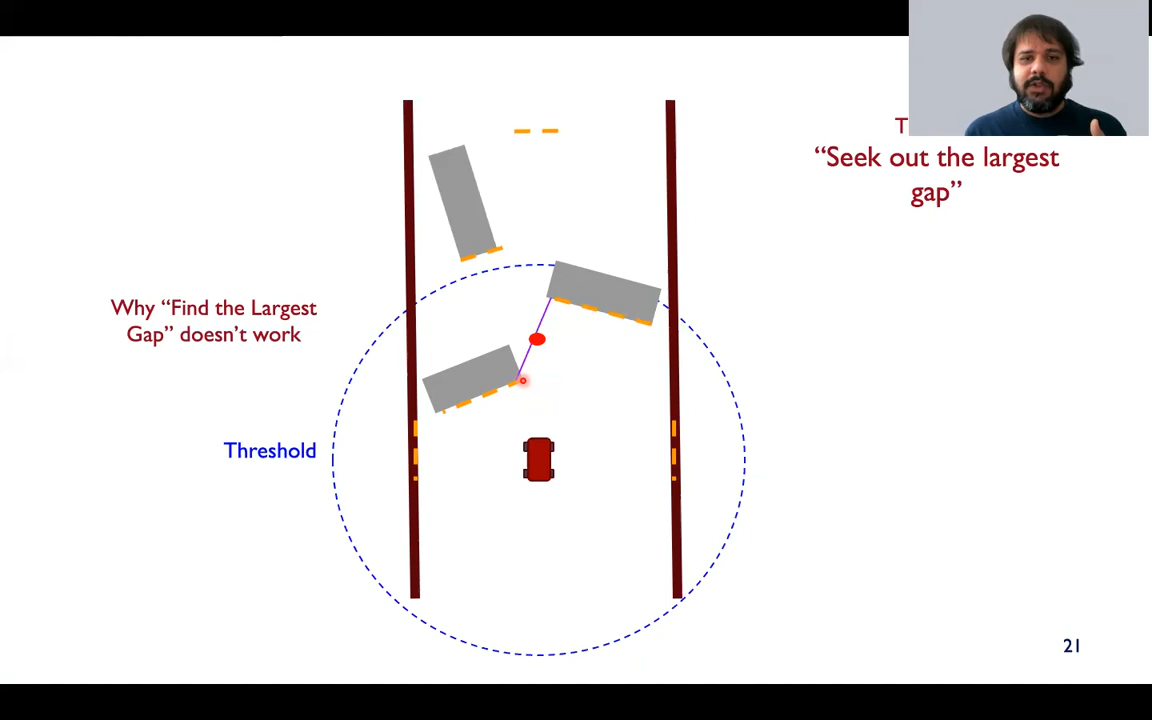 “Seek out the largest
gap”
Why “Find the Largest
Gap” doesn’t work
Threshold
21